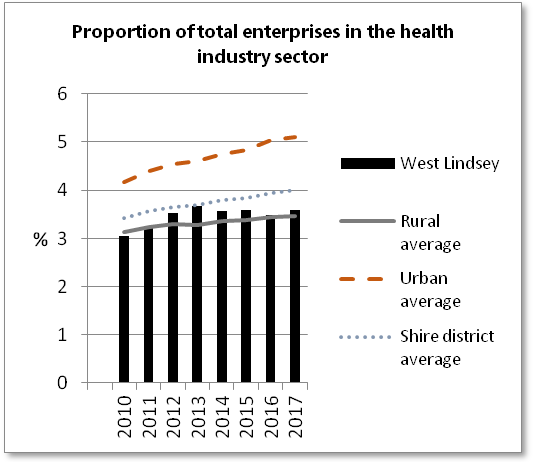 Proportion of total enterprises in the health
industry sector
6
5
4
3
2
1
0
%
2010
2011
2012
2013
2014
2015
2016
2017
West Lindsey
Rural
average
Urban
average
Shire district
average